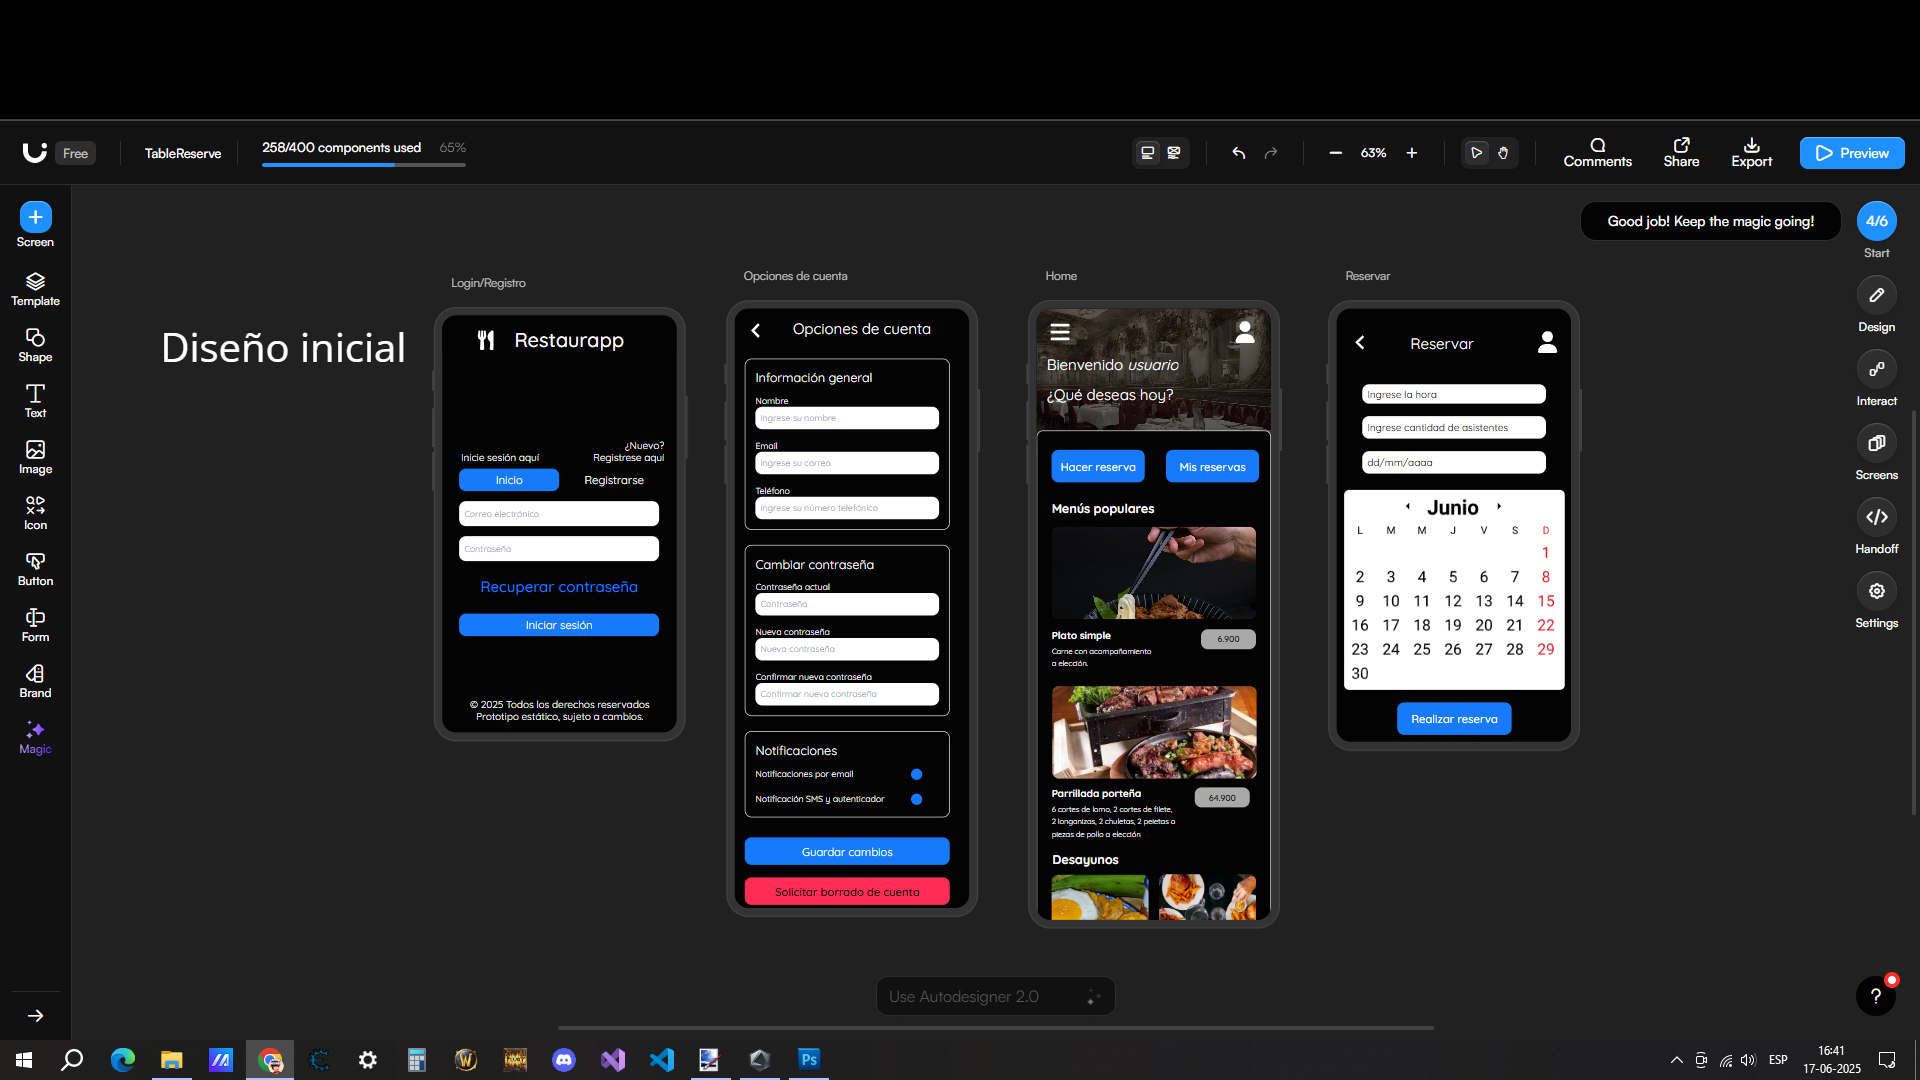 Free
TableReserve
258/400 components used 65%
63%
Comments
Share
Export
Preview
Screen
Template
Shape
Text
Image
Icon
Button
Form
Brand
Magic
Good job! Keep the magic going!
4/6
Start
Design
Interact
Screens
Handoff
Settings
Diseño inicial
Login/Registro
Restaurapp
Inicie sesión aquí
¿Nuevo?
Registrese aquí
Inicio
Registrarse
Correo electrónico
Contraseña
Recuperar contraseña
Iniciar sesión
© 2025 Todos los derechos reservados
Prototipo estático, sujeto a cambios.
Opciones de cuenta
Opciones de cuenta
Información general
Nombre
Ingrese su nombre
Email
Ingrese su correo
Teléfono
Ingrese su número telefónico
Cambiar contraseña
Contraseña actual
Contraseña
Nueva contraseña
Nueva contraseña
Confirmar nueva contraseña
Confirmar nueva contraseña
Notificaciones
Notificaciones por email
Notificación SMS y autenticador
Guardar cambios
Solicitar borrado de cuenta
Home
Bienvenido usuario
¿Qué deseas hoy?
Hacer reserva
Mis reservas
Menús populares
Plato simple
6.900
Carne con acompañamiento
a elección.
Parrillada porteña
64.900
6 cortes de lomo, 2 cortes de filete,
2 longanizas, 2 chuletas, 2 peletas o
piezas de pollo a elección
Desayunos
Reservar
Reservar
Ingrese la hora
Ingrese cantidad de asistentes
dd/mm/aaaa
Junio
L M M J V S D
1
2 3 4 5 6 7 8
9 10 11 12 13 14 15
16 17 18 19 20 21 22
23 24 25 26 27 28 29
30
Realizar reserva
Use Autodesigner 2.0
?
Ps
ESP
16:41
17-06-2025